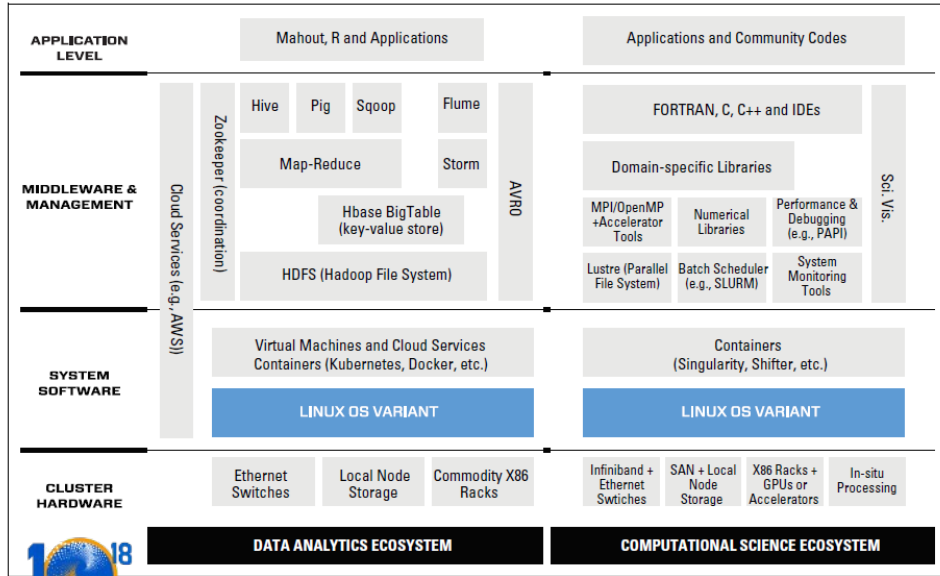 APPLICATION
LEVEL
Mahout, R and Applications
Applications and Community Codes
MIDDLEWARE &
MANAGEMENT
Cloud Services (e.g., AWS))
Zookeeper (coordination)
Hive
Pig
Sqoop
Flume
Map-Reduce
Storm
Hbase BigTable
(key-value store)
HDFS (Hadoop File System)
AVRO
FORTRAN, C, C++ and IDEs
Domain-specific Libraries
MPI/OpenMP
+Accelerator
Tools
Numerical
Libraries
Performance &
Debugging
(e.g., PAPI)
Lustre (Parallel
File System)
Batch Scheduler
(e.g., SLURM)
System
Monitoring
Tools
Sci. Vis.
SYSTEM
SOFTWARE
Virtual Machines and Cloud Services
Containers (Kubernetes, Docker, etc.)
LINUX OS VARIANT
Containers
(Singularity, Shifter, etc.)
LINUX OS VARIANT
CLUSTER
HARDWARE
Ethernet
Switches
Local Node
Storage
Commodity X86
Racks
Infiniband +
Ethernet
Swtiches
SAN + Local
Node
Storage
X86 Racks +
GPUs or
Accelerators
In-situ
Processing
18
DATA ANALYTICS ECOSYSTEM
COMPUTATIONAL SCIENCE ECOSYSTEM